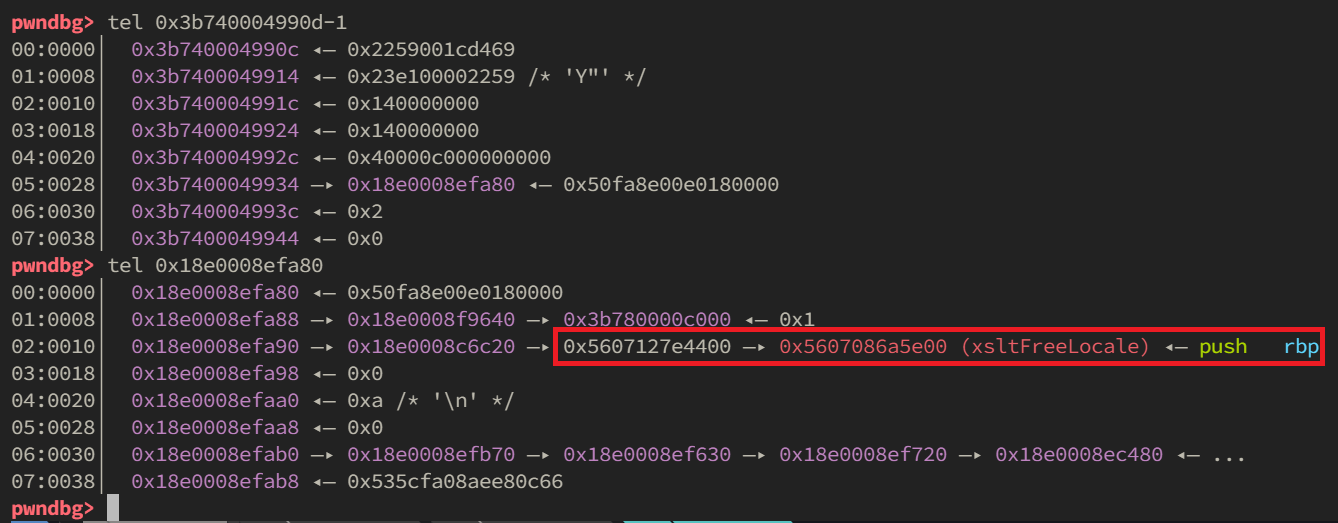 pwndbg> tel 0x3b740004990d-1
00:0000│  0x3b740004990c ◂— 0x2259001cd469
01:0008│  0x3b7400049914 ◂— 0x23e100002259 /* 'Y"' */
02:0010│  0x3b740004991c ◂— 0x140000000
03:0018│  0x3b7400049924 ◂— 0x140000000
04:0020│  0x3b740004992c ◂— 0x40000c000000000
05:0028│  0x3b7400049934 —▸ 0x18e0008efa80 ◂— 0x50fa8e00e0180000
06:0030│  0x3b740004993c ◂— 0x2
07:0038│  0x3b7400049944 ◂— 0x0
pwndbg> tel 0x18e0008efa80
00:0000│  0x18e0008efa80 ◂— 0x50fa8e00e0180000
01:0008│  0x18e0008efa88 —▸ 0x18e0008f9640 —▸ 0x3b780000c000 ◂— 0x1
02:0010│  0x18e0008efa90 —▸ 0x18e0008c6c20 —▸ 0x5607127e4400 —▸ 0x5607086a5e00 (xsltFreeLocale) ◂— push   rbp
03:0018│  0x18e0008efa98 ◂— 0x0
04:0020│  0x18e0008efaa0 ◂— 0xa /* '\n' */
05:0028│  0x18e0008efaa8 ◂— 0x0
06:0030│  0x18e0008efab0 —▸ 0x18e0008efb70 —▸ 0x18e0008ef630 —▸ 0x18e0008ef720 —▸ 0x18e0008ec480 ◂— ...
07:0038│  0x18e0008efab8 ◂— 0x535cfa08aee80c66
pwndbg>